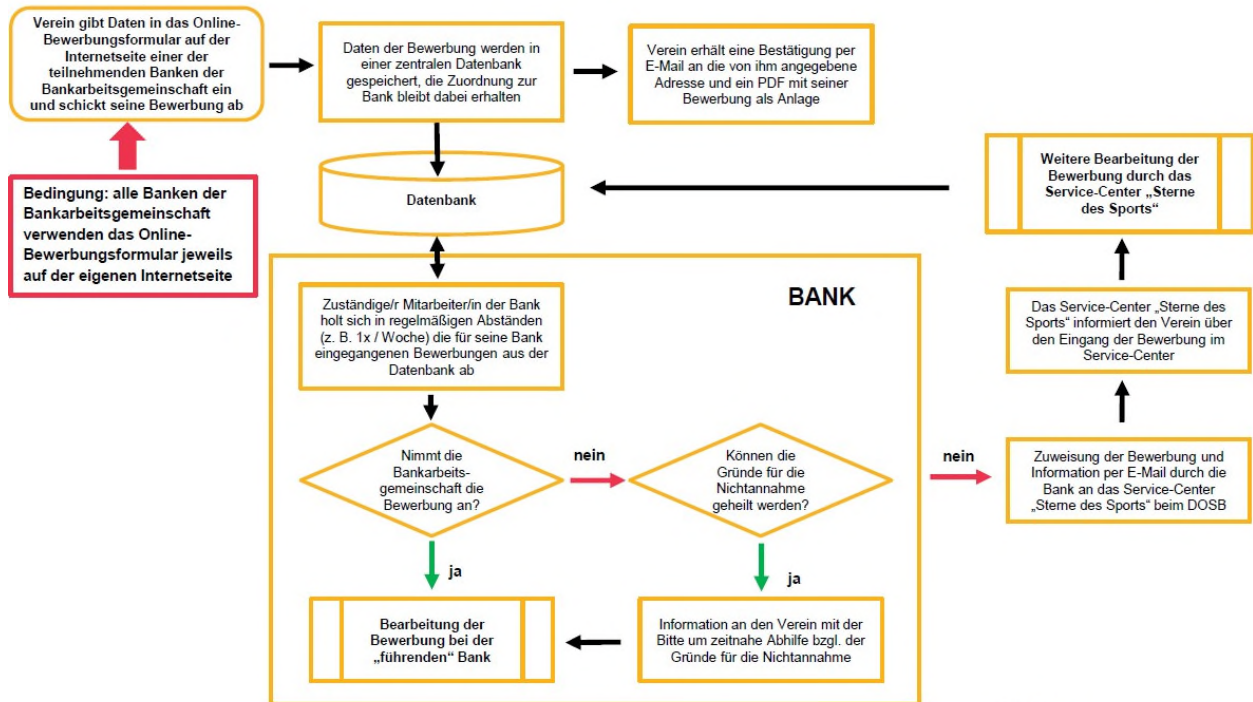 Verein gibt Daten in das Online-
Bewerbungsformular auf der
Internetseite einer der
teilnehmenden Banken der
Bankarbeitsgemeinschaft ein
und schickt seine Bewerbung ab
Daten der Bewerbung werden in
einer zentralen Datenbank
gespeichert, die Zuordnung zur
Bank bleibt dabei erhalten
Verein erhält eine Bestätigung per
E-Mail an die von ihm angegebene
Adresse und ein PDF mit seiner
Bewerbung als Anlage
Bedingung: alle Banken der
Bankarbeitsgemeinschaft
verwenden das Online-
Bewerbungsformular jeweils
auf der eigenen Internetseite
Datenbank
Weitere Bearbeitung der
Bewerbung durch das
Service-Center „Sterne
des Sports“
BANK
Zuständige/r Mitarbeiter/in der Bank
holt sich in regelmäßigen Abständen
(z. B. 1x / Woche) die für seine Bank
eingegangenen Bewerbungen aus der
Datenbank ab
Das Service-Center „Sterne des
Sports“ informiert den Verein über
den Eingang der Bewerbung im
Service-Center
Nimmt die
Bankarbeits-
gemeinschaft die
Bewerbung an?
nein
Können die
Gründe für die
Nichtannahme
geheilt werden?
nein
Zuweisung der Bewerbung und
Information per E-Mail durch die
Bank an das Service-Center
„Sterne des Sports“ beim DOSB
ja
ja
Bearbeitung der
Bewerbung bei der
„führenden“ Bank
Information an den Verein mit der
Bitte um zeitnahe Abhilfe bzgl. der
Gründe für die Nichtannahme